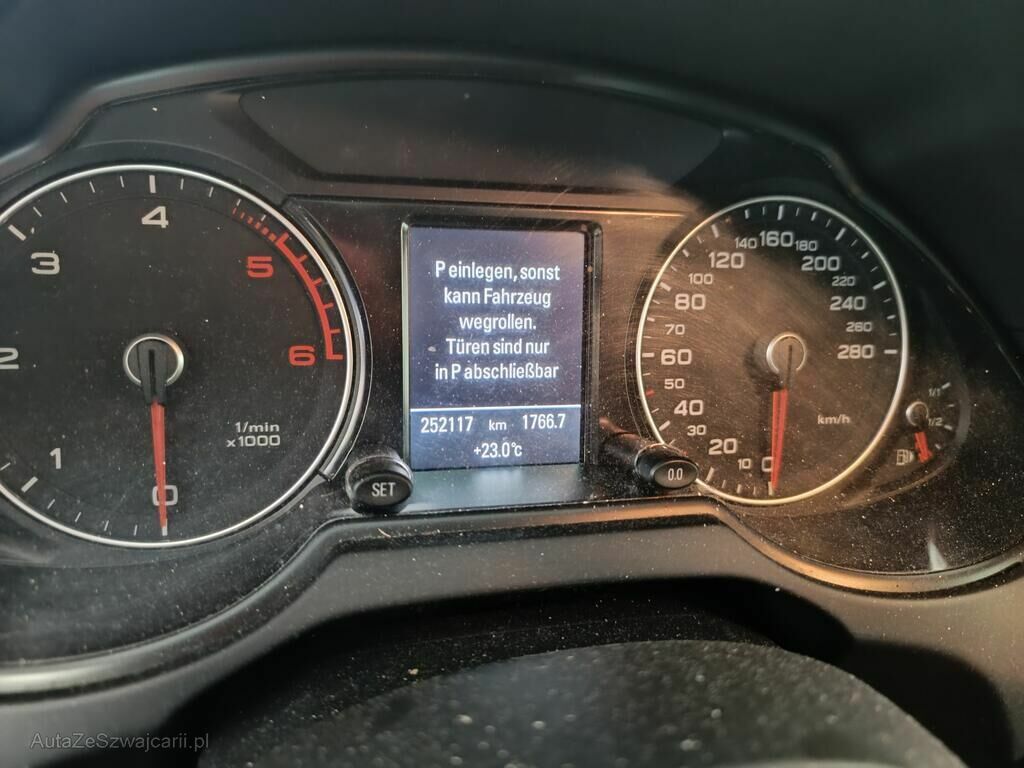 P einlegen, sonst
kann Fahrzeug
wegrollen.
Türen sind nur
in P abschließbar
252117 km 1766.7
+23.0°C
0
1
2
3
4
5
6
1/min
x1000
SET
0.0
0
10
20
30
40
50
60
70
80
100
120
140
160
180
200
220
240
260
280
km/h
1/1
1/2
AutaZeSzwajcarii.pl